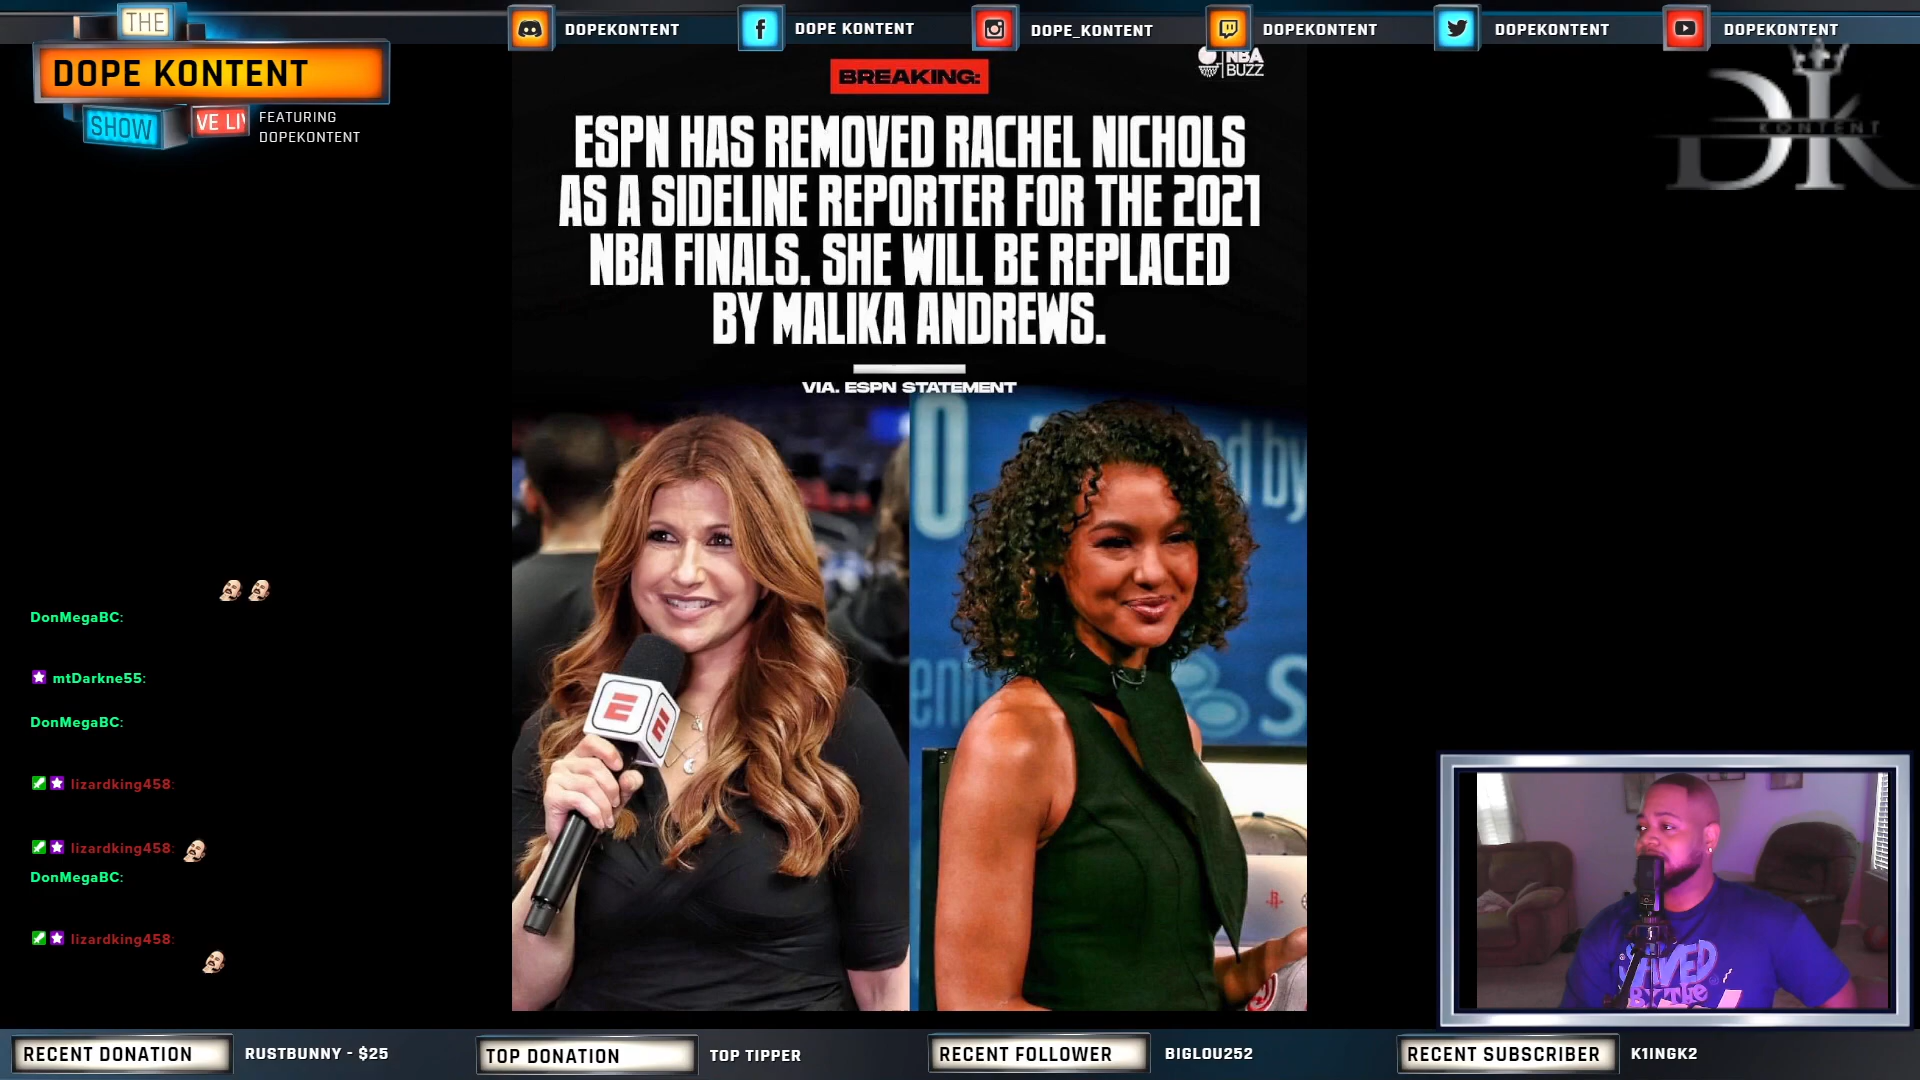 THE
DOPE KONTENT
SHOW
VE LIV
FEATURING
DOPEKONTENT
DOPEKONTENT
DOPE KONTENT
DOPE_KONTENT
DOPEKONTENT
DOPEKONTENT
DOPEKONTENT
DK
KONTENT
NBA
BUZZ
BREAKING:
ESPN HAS REMOVED RACHEL NICHOLS
AS A SIDELINE REPORTER FOR THE 2021
NBA FINALS. SHE WILL BE REPLACED
BY MALIKA ANDREWS.
VIA. ESPN STATEMENT
DonMegaBC:
mtDarkne55:
DonMegaBC:
lizardking458:
lizardking458:
DonMegaBC:
lizardking458:
RECENT DONATION
RUSTBUNNY - $25
TOP DONATION
TOP TIPPER
RECENT FOLLOWER
BIGLOU252
RECENT SUBSCRIBER
K1INGK2